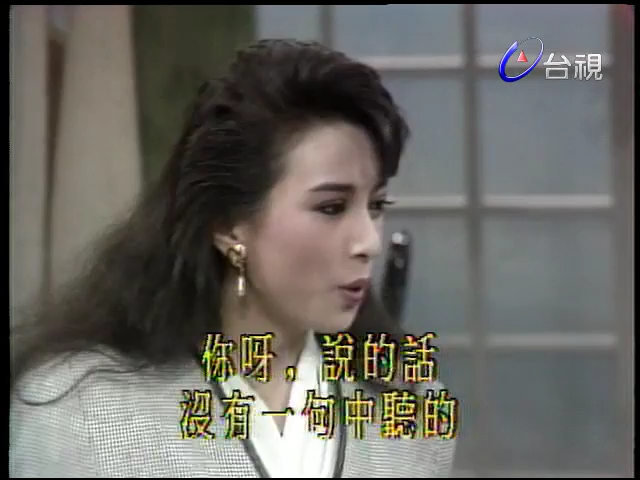 台視
你呀，說的話
沒有一句中聽的